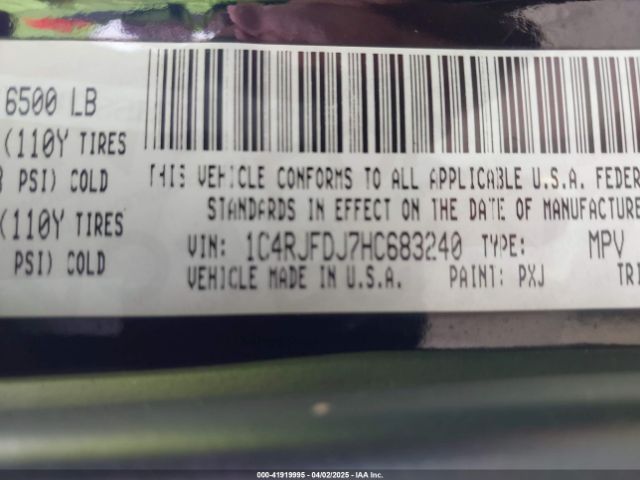 6500 LB
(110Y TIRES
PSI) COLD
(110Y TIRES
PSI) COLD
THIS VEHICLE CONFORMS TO ALL APPLICABLE U.S.A. FEDER
STANDARDS IN EFFECT ON THE DATE OF MANUFACTURE
VIN: 1C4RJFDJ7HC683240 TYPE: MPV
VEHICLE MADE IN U.S.A. PAINT: PXJ TRI
000-41919995 - 04/02/2025 - IAA Inc.